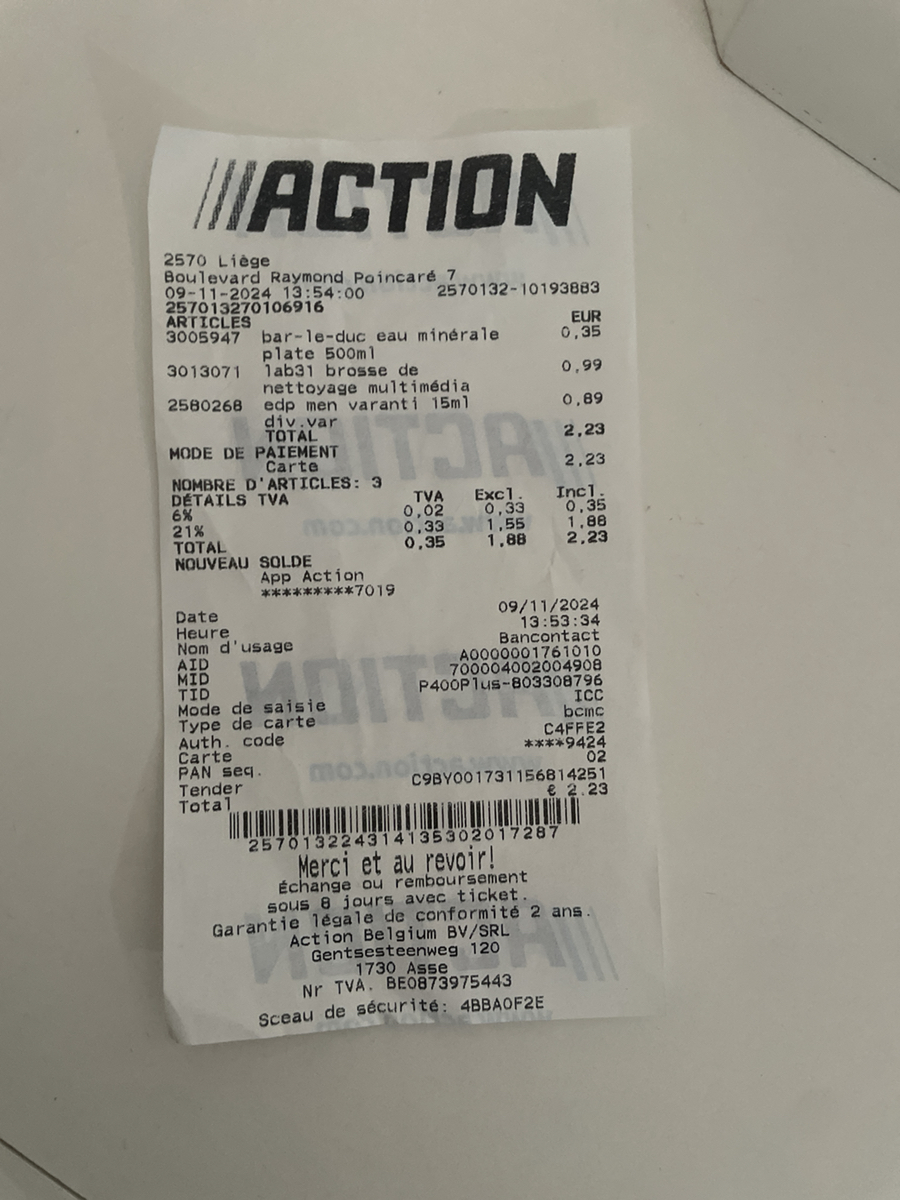 ACTION
2570 Liège
Boulevard Raymond Poincaré 7
09-11-2024 13:54:00 2570132-10193883
257013270106916
ARTICLES EUR
3005947 bar-le-duc eau minérale 0,35
plate 500ml
3013071 lab31 brosse de 0,99
nettoyage multimédia
2580268 edp men varanti 15ml 0,89
div.var
TOTAL 2,23
MODE DE PAIEMENT
Carte 2,23
NOMBRE D'ARTICLES: 3
DÉTAILS TVA TVA Excl. Incl.
6% 0,02 0,33 0,35
21% 0,33 1,55 1,88
TOTAL 0,35 1,88 2,23
NOUVEAU SOLDE
App Action
*********7019
Date 09/11/2024
Heure 13:53:34
Nom d'usage Bancontact
AID A0000001761010
MID 700004002004908
TID P400Plus-803308796
Mode de saisie ICC
Type de carte bcmc
Auth. code C4FFE2
Carte ****9424
PAN seq. 02
Tender C9BY001731156814251
Total € 2.23
257013224314135302017287
Merci et au revoir!
Échange ou remboursement
sous 8 jours avec ticket.
Garantie légale de conformité 2 ans.
Action Belgium BV/SRL
Gentsesteenweg 120
1730 Asse
Nr TVA. BE0873975443
Sceau de sécurité: 4BBA0F2E